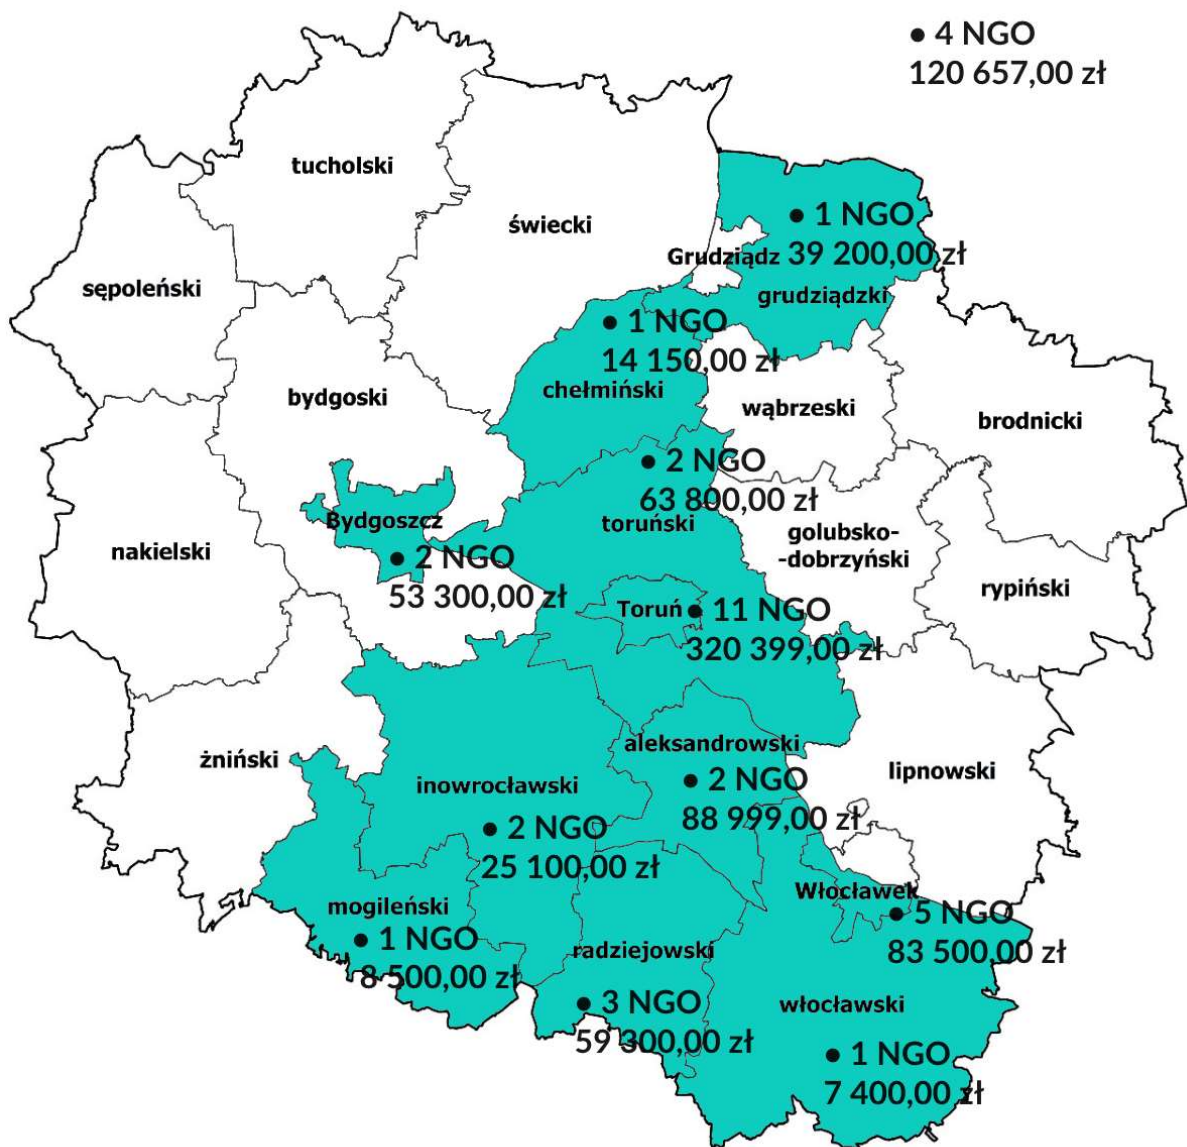 • 4 NGO
120 657,00 zł
tucholski
świecki
sępoleński
• 1 NGO
Grudziądz 39 200,00 zł
grudziądzki
• 1 NGO
14 150,00 zł
chełmiński
bydgoski
wąbrzeski
brodnicki
• 2 NGO
63 800,00 zł
toruński
Bydgoszcz
• 2 NGO
53 300,00 zł
nakielski
golubsko-
-dobrzyński
rypiński
Toruń • 11 NGO
320 399,00 zł
żniński
aleksandrowski
• 2 NGO
88 999,00 zł
lipnowski
inowrocławski
• 2 NGO
25 100,00 zł
Włocławek
• 5 NGO
83 500,00 zł
mogileński
• 1 NGO
8 500,00 zł
radziejowski
• 3 NGO
59 300,00 zł
włocławski
• 1 NGO
7 400,00 zł